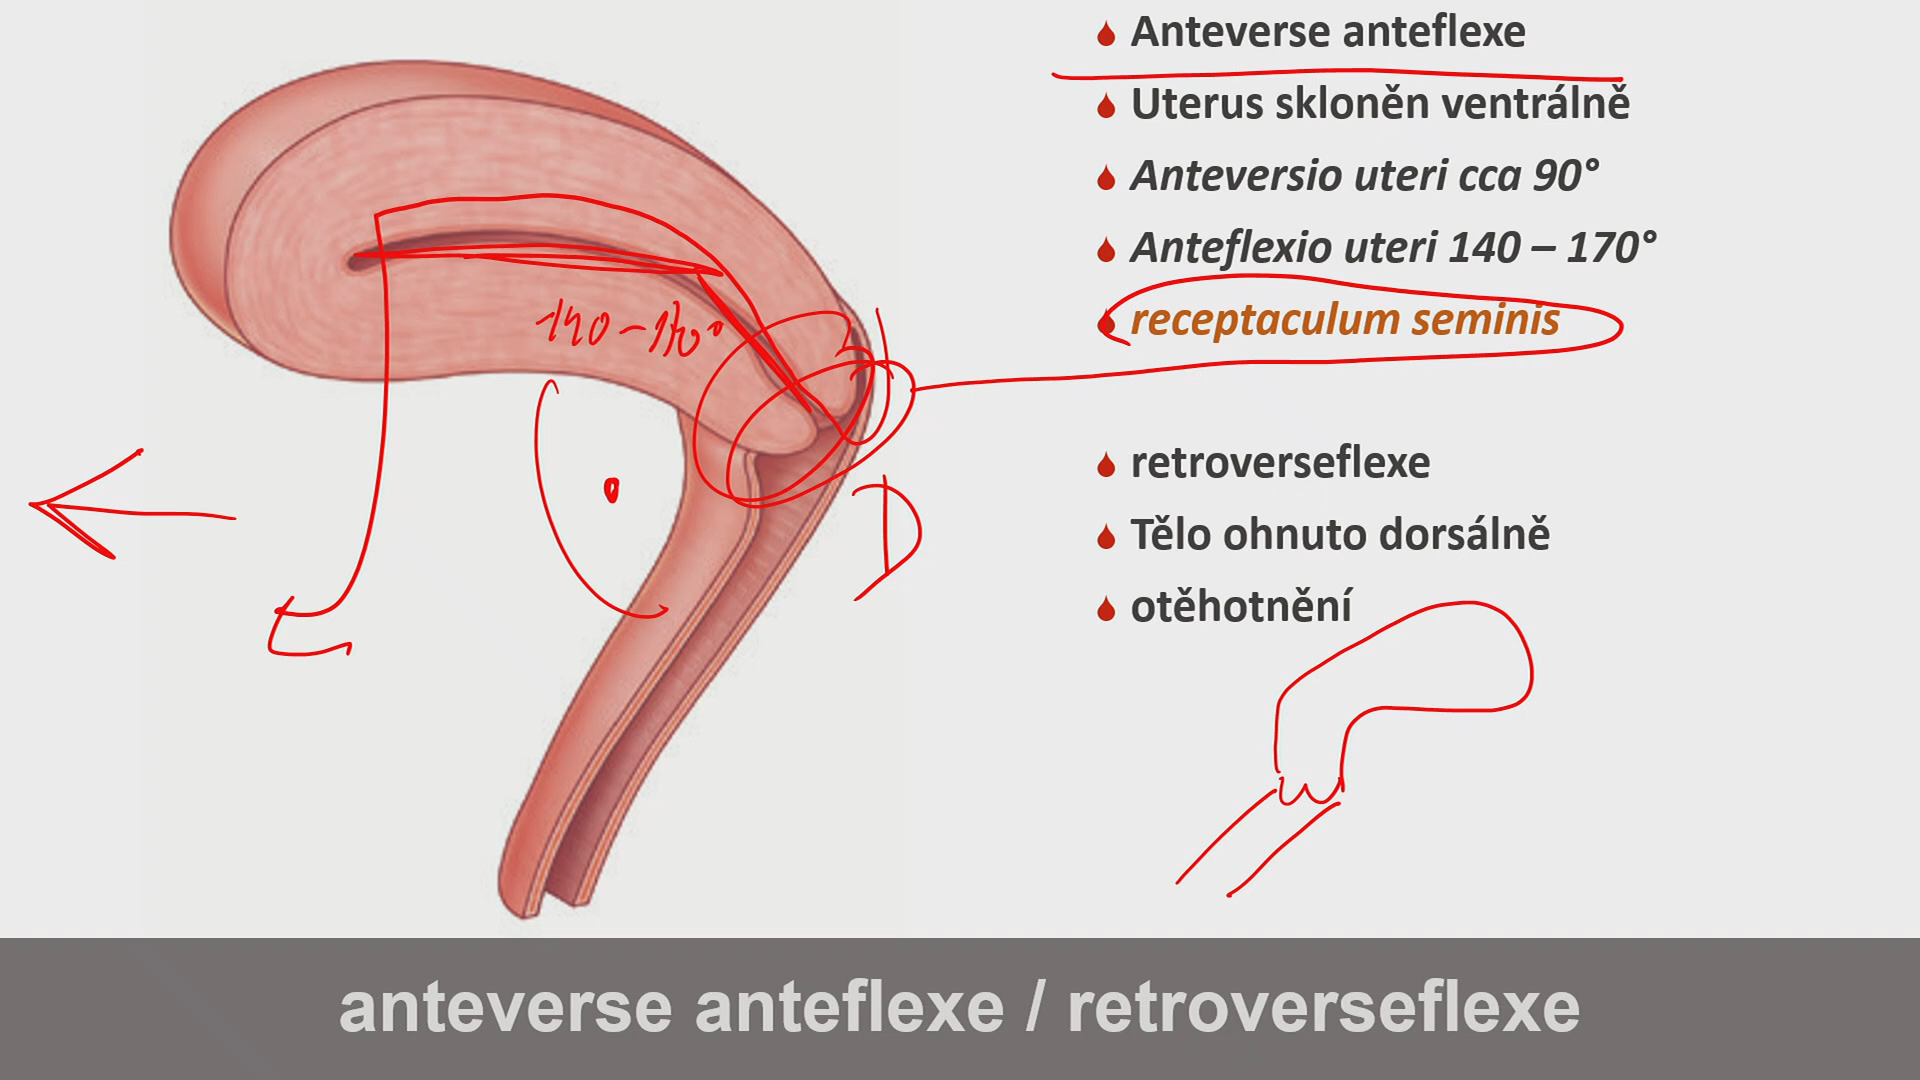 Anteverse anteflexe
Uterus skloněn ventrálně
Anteversio uteri cca 90°
Anteflexio uteri 140 – 170°
receptaculum seminis
140-170°
retroverseflexe
Tělo ohnuto dorsálně
otěhotnění
D
anteverse anteflexe / retroverseflexe